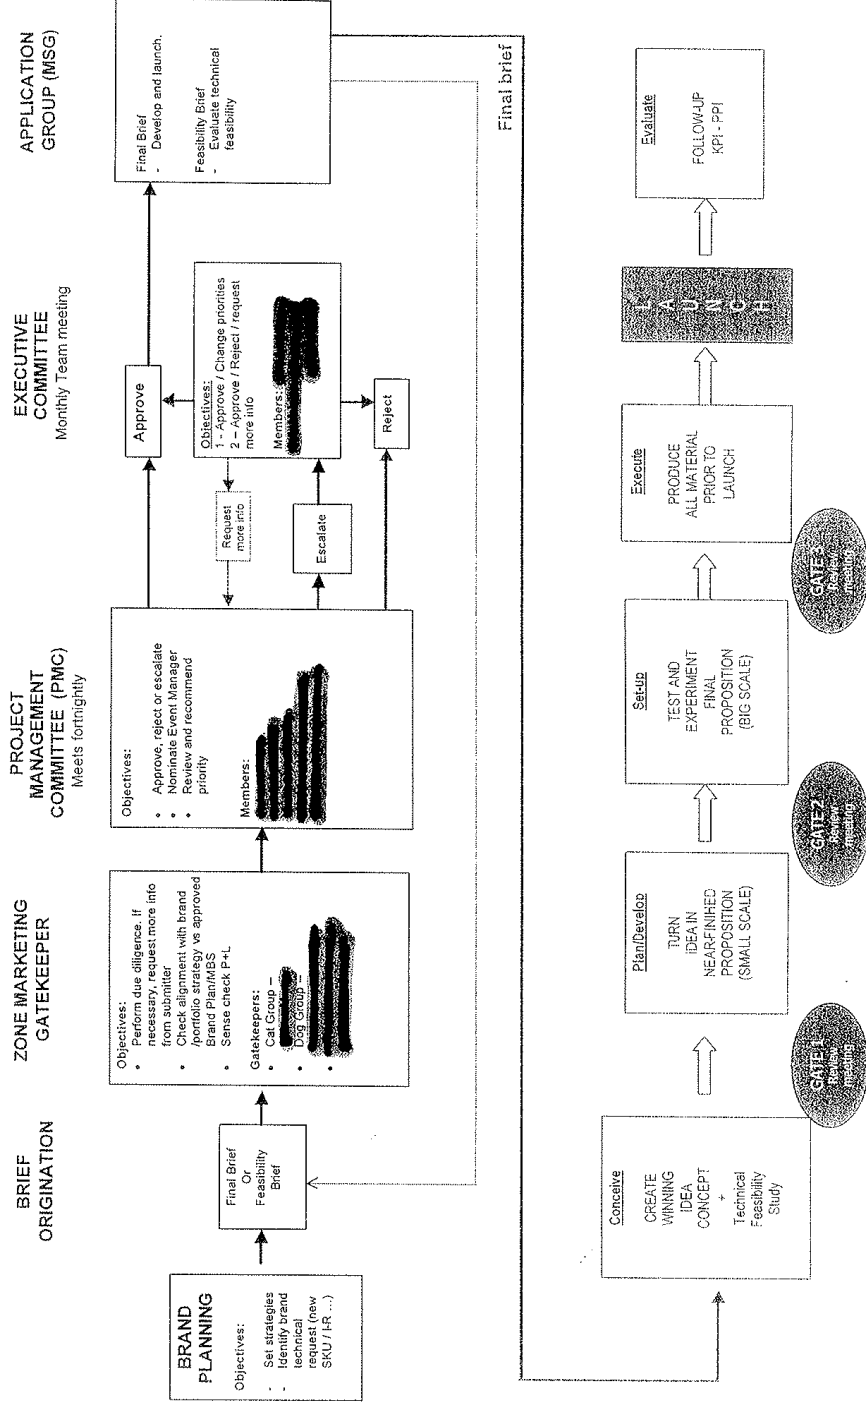 BRAND
PLANNING
Objectives:
- Set strategies
- Identify brand
technical
request (new
SKU / I-R ...)
BRIEF
ORIGINATION
Final Brief
Or
Feasibility
Brief
ZONE MARKETING
GATEKEEPER
Objectives:
• Perform due diligence. If
necessary, request more info
from submitter
• Check alignment with brand
/portfolio strategy vs approved
Brand Plan/MBS
• Sense check P+L
Gatekeepers:
• Cat Group –
• Dog Group –
•
PROJECT
MANAGEMENT
COMMITTEE (PMC)
Meets fortnightly
Objectives:
• Approve, reject or escalate
• Nominate Event Manager
• Review and recommend
priority
Members:
EXECUTIVE
COMMITTEE
Monthly Team meeting
Approve
Request
more info
Escalate
Objectives:
1 - Approve / Change priorities
2 – Approve / Reject / request
more info
Members:
Reject
APPLICATION
GROUP (MSG)
Final Brief
- Develop and launch.
Feasibility Brief
- Evaluate technical
feasibility
Final brief
Conceive
CREATE
WINNING
IDEA
CONCEPT
+
Technical
Feasibility
Study
GATE 1
Review
meeting
Plan/Develop
TURN
IDEA IN
NEAR-FINIHED
PROPOSITION
(SMALL SCALE)
GATE 2
Review
meeting
Set-Up
TEST AND
EXPERIMENT
FINAL
PROPOSITION
(BIG SCALE)
GATE 3
Review
meeting
Execute
PRODUCE
ALL MATERIAL
PRIOR TO
LAUNCH
LAUNCH
Evaluate
FOLLOW-UP
KPI - PPI